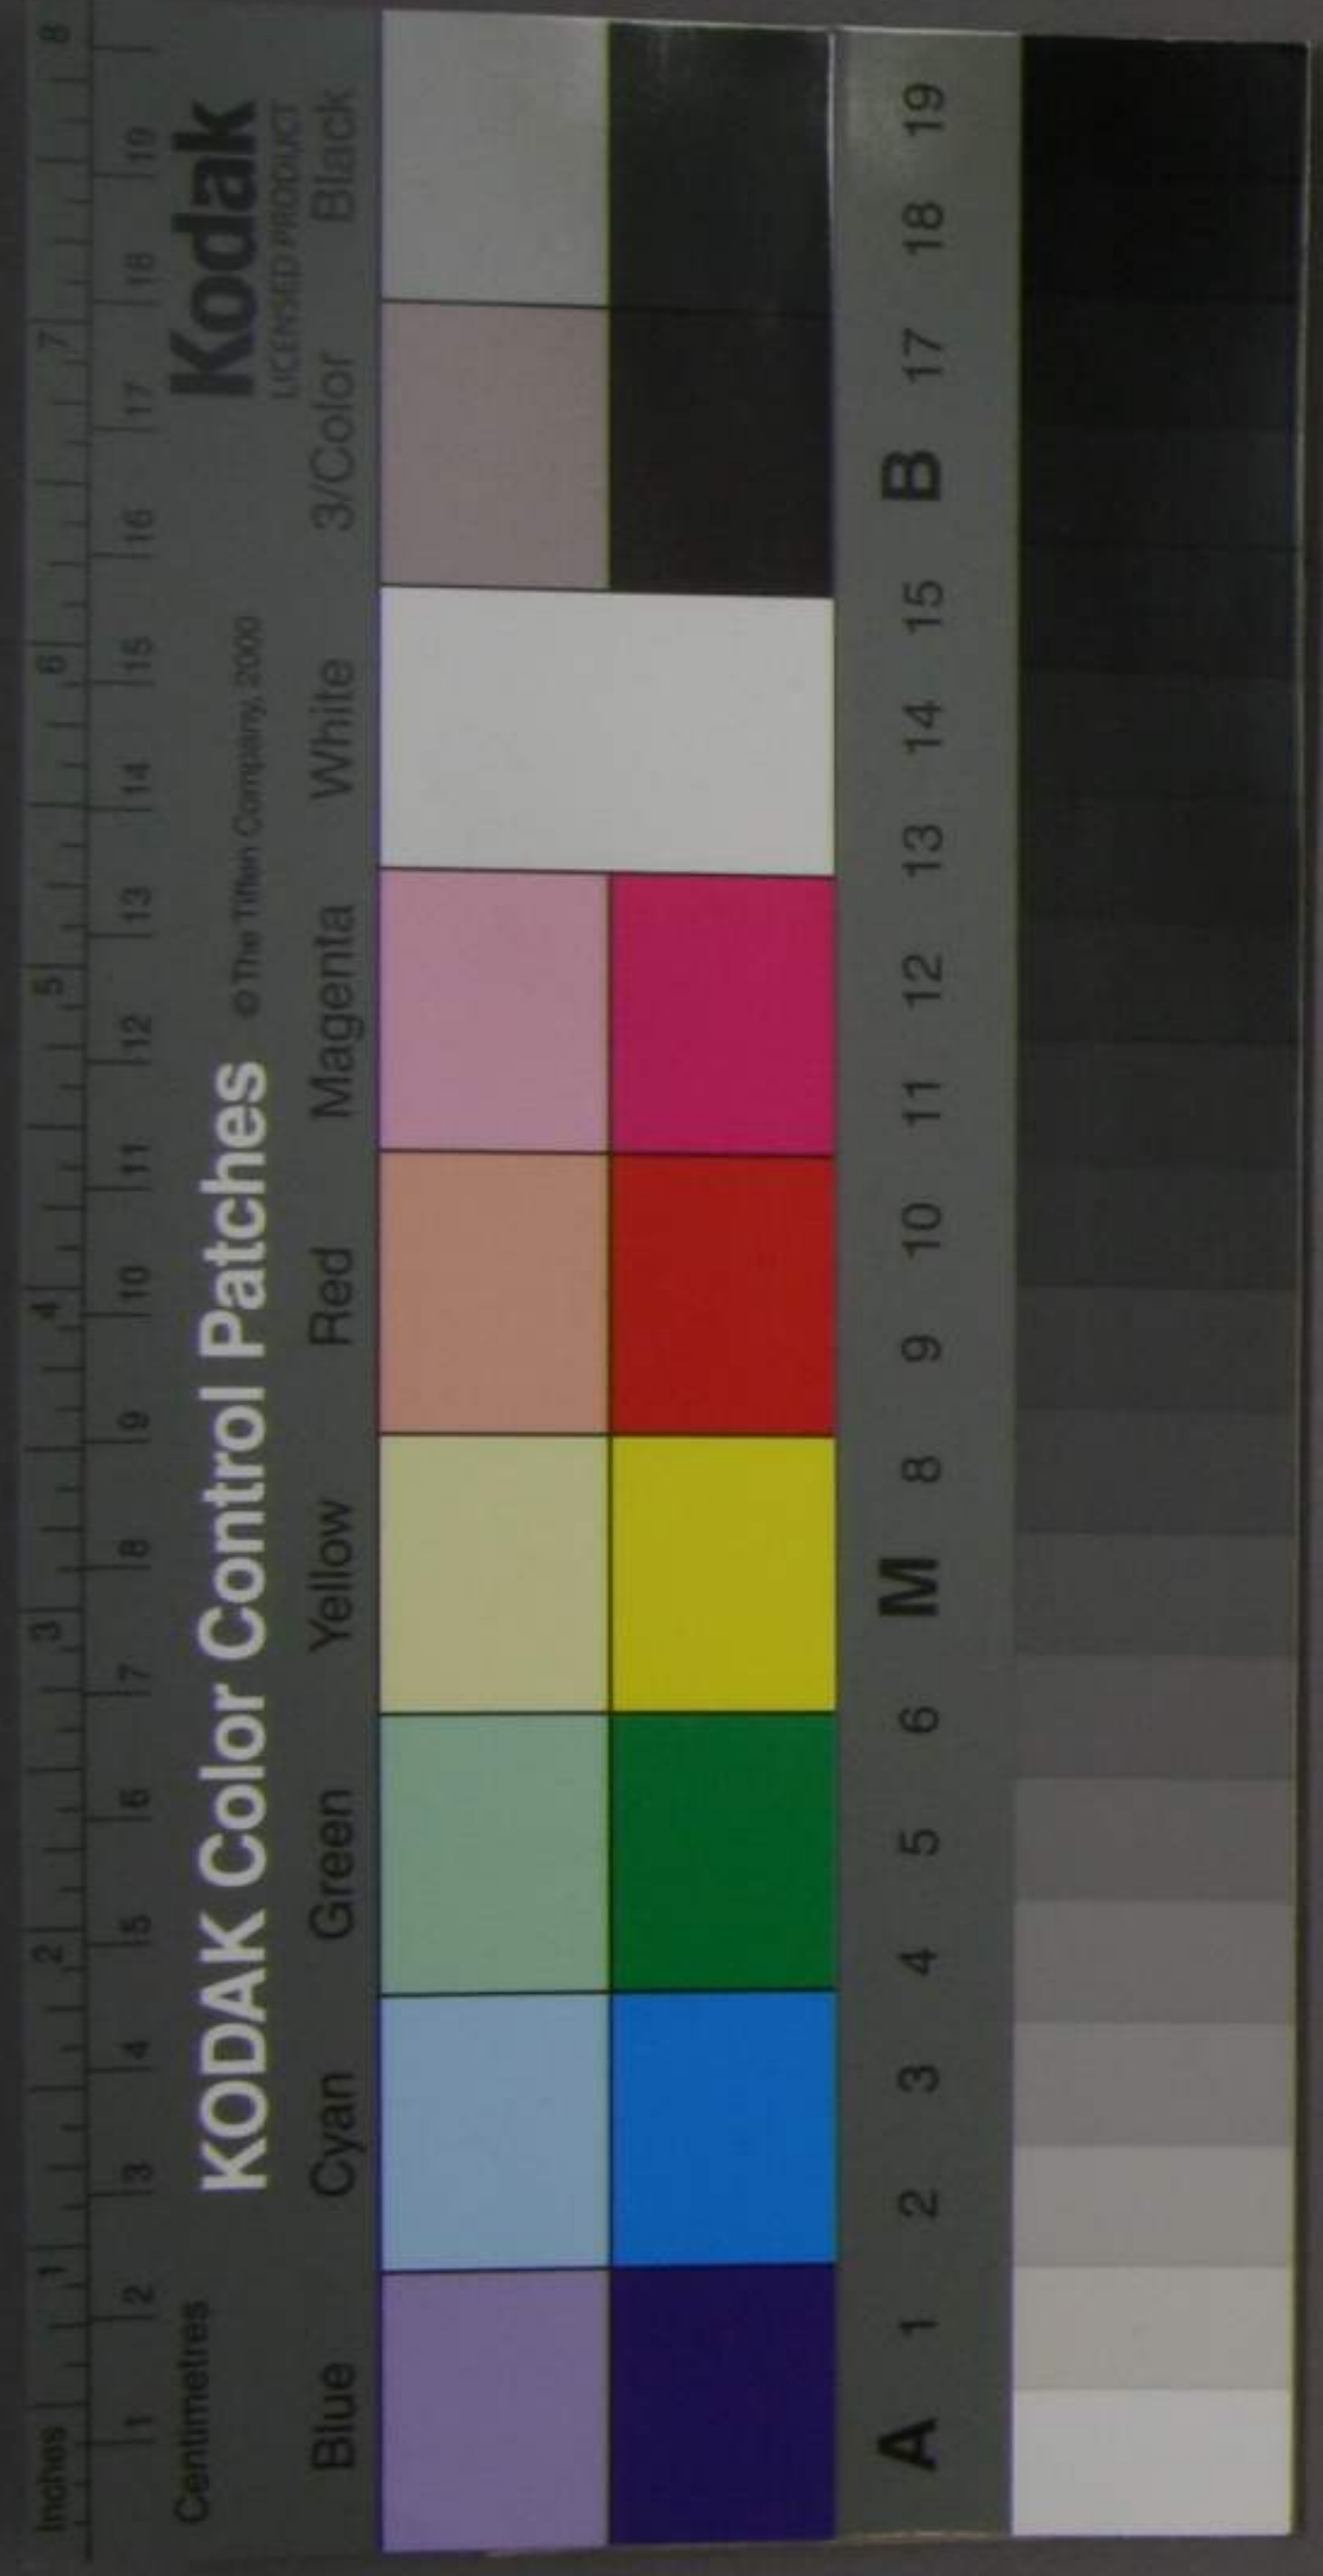 Inches 1 2 3 4 5 6 7 8
1 2 3 4 5 6 7 8 9 10 11 12 13 14 15 16 17 18 19
Centimetres
KODAK Color Control Patches © The Tiffen Company, 2000 Kodak
LICENSED PRODUCT
Blue Cyan Green Yellow Red Magenta White 3/Color Black
A 1 2 3 4 5 6 M 8 9 10 11 12 13 14 15 B 17 18 19